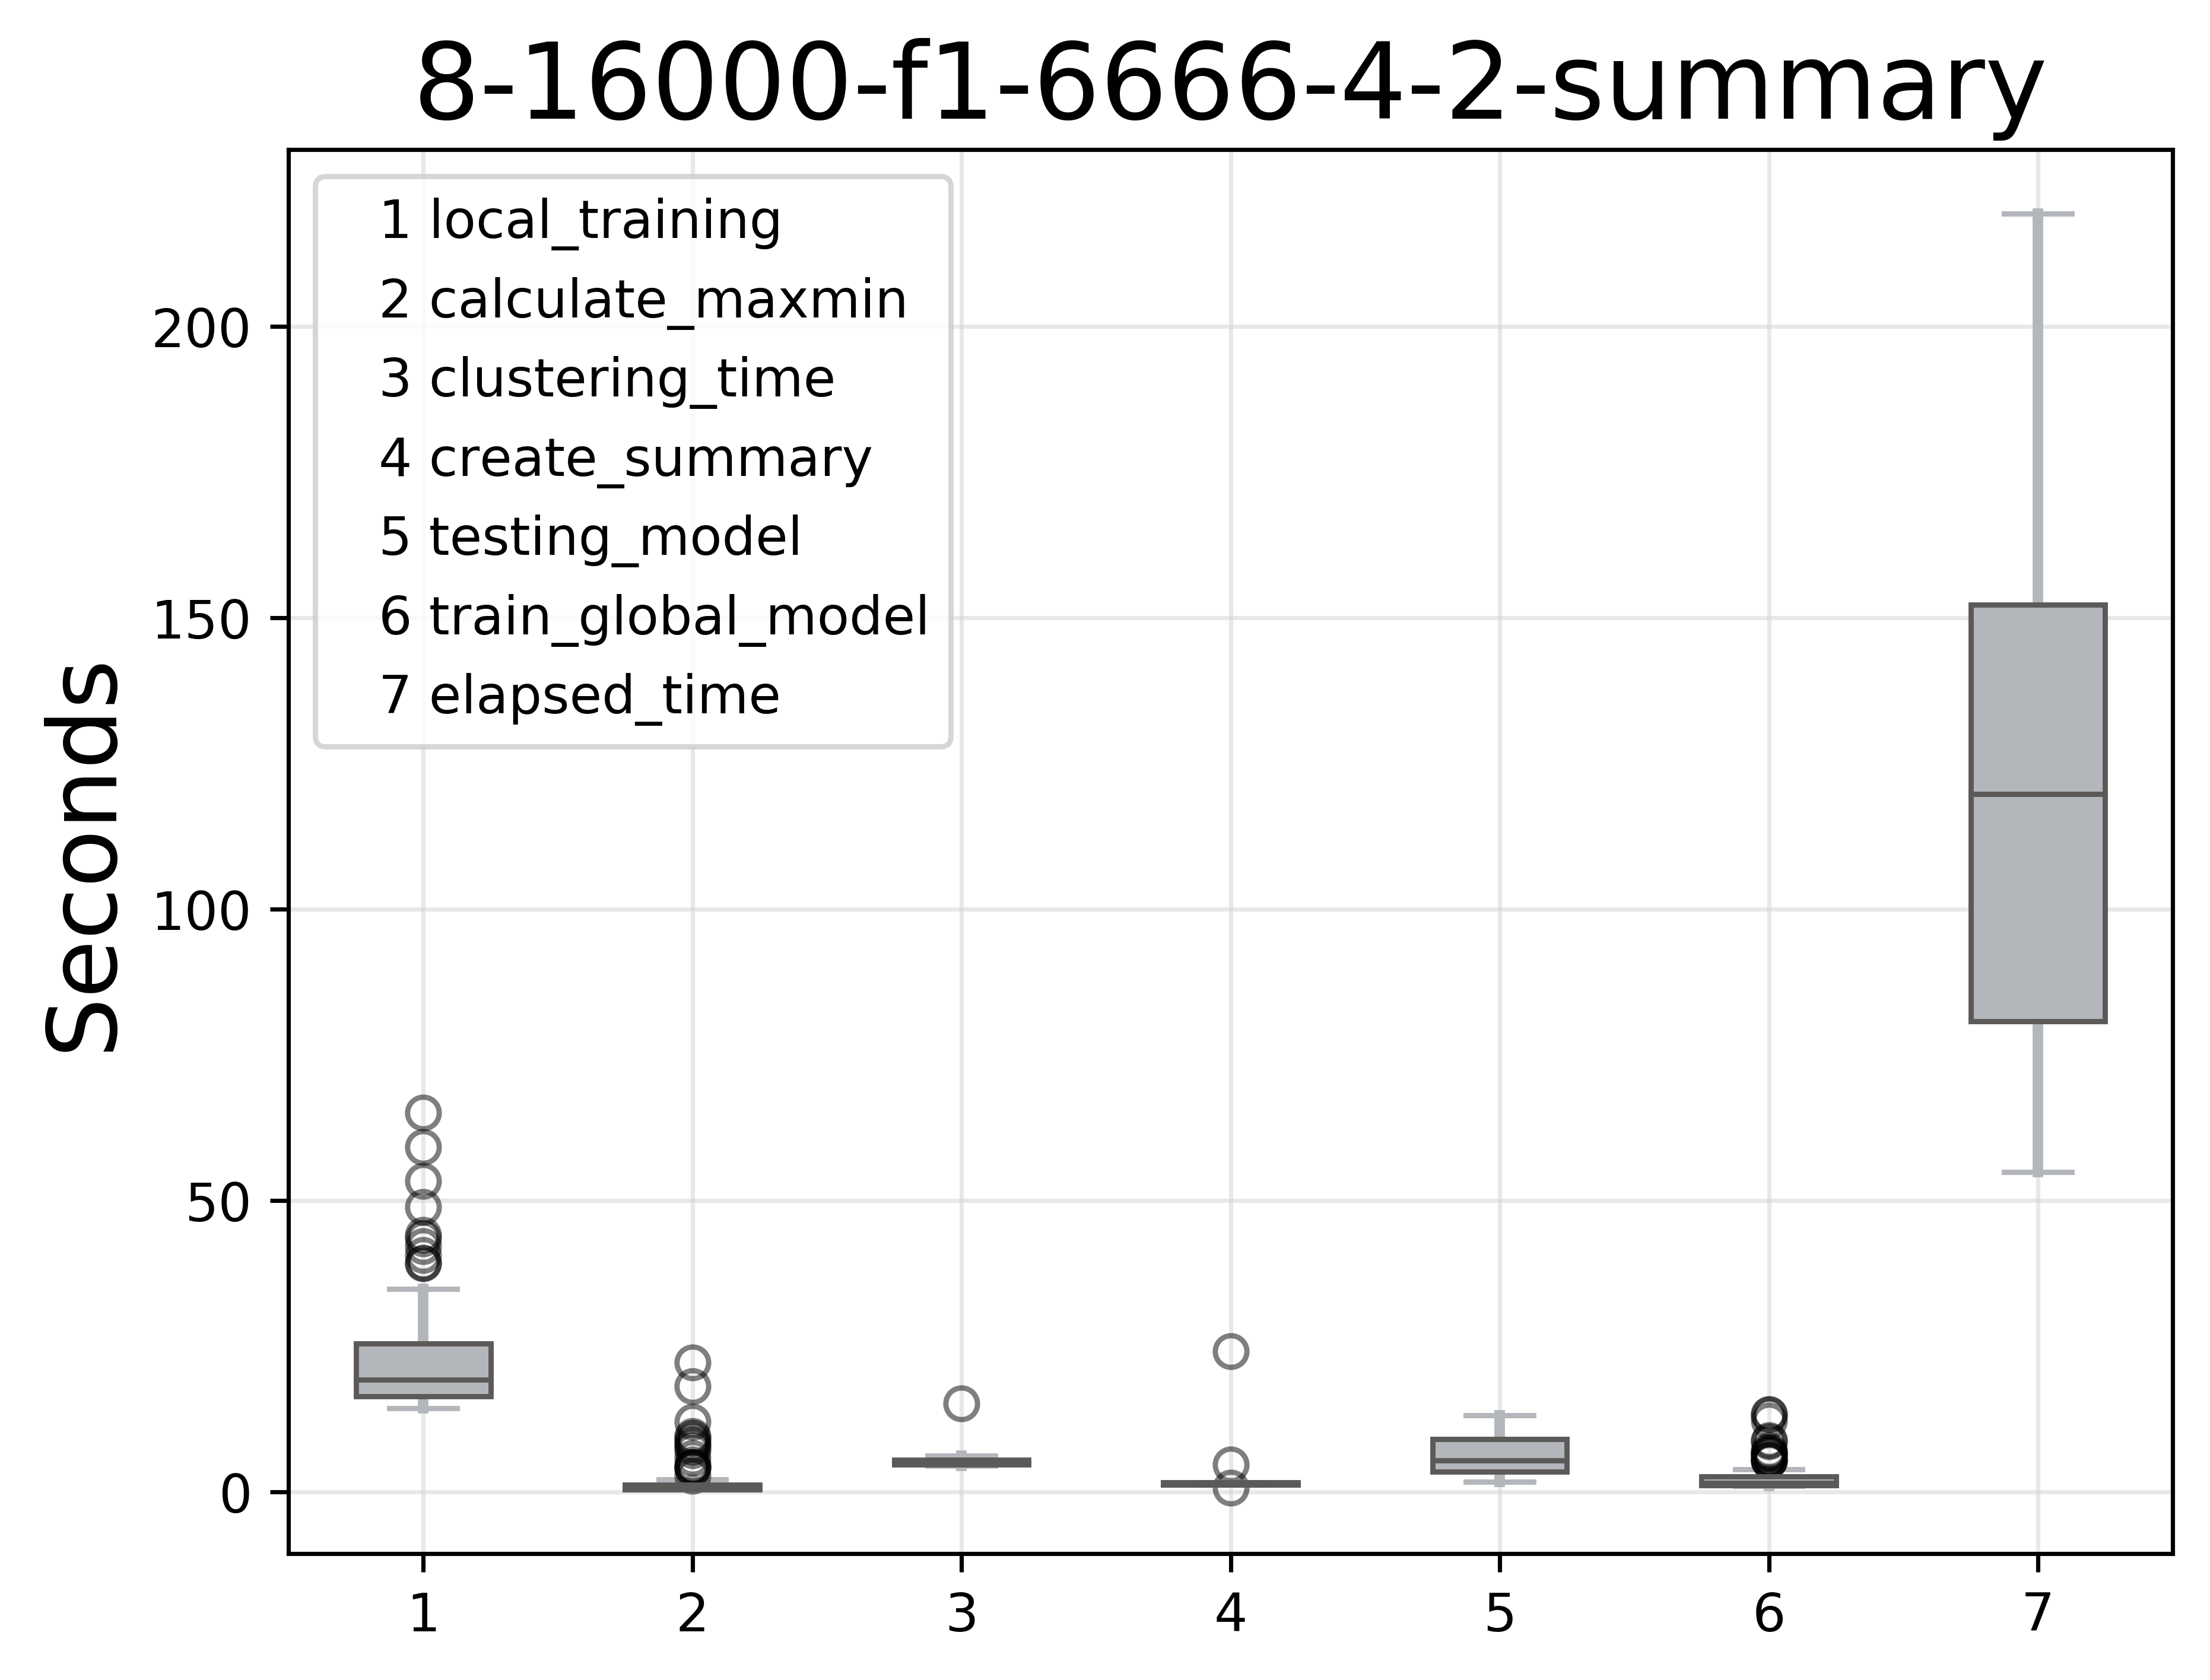 8-16000-f1-6666-4-2-summary
1 local_training
2 calculate_maxmin
3 clustering_time
4 create_summary
5 testing_model
6 train_global_model
7 elapsed_time
Seconds
200
150
100
50
0
1 2 3 4 5 6 7